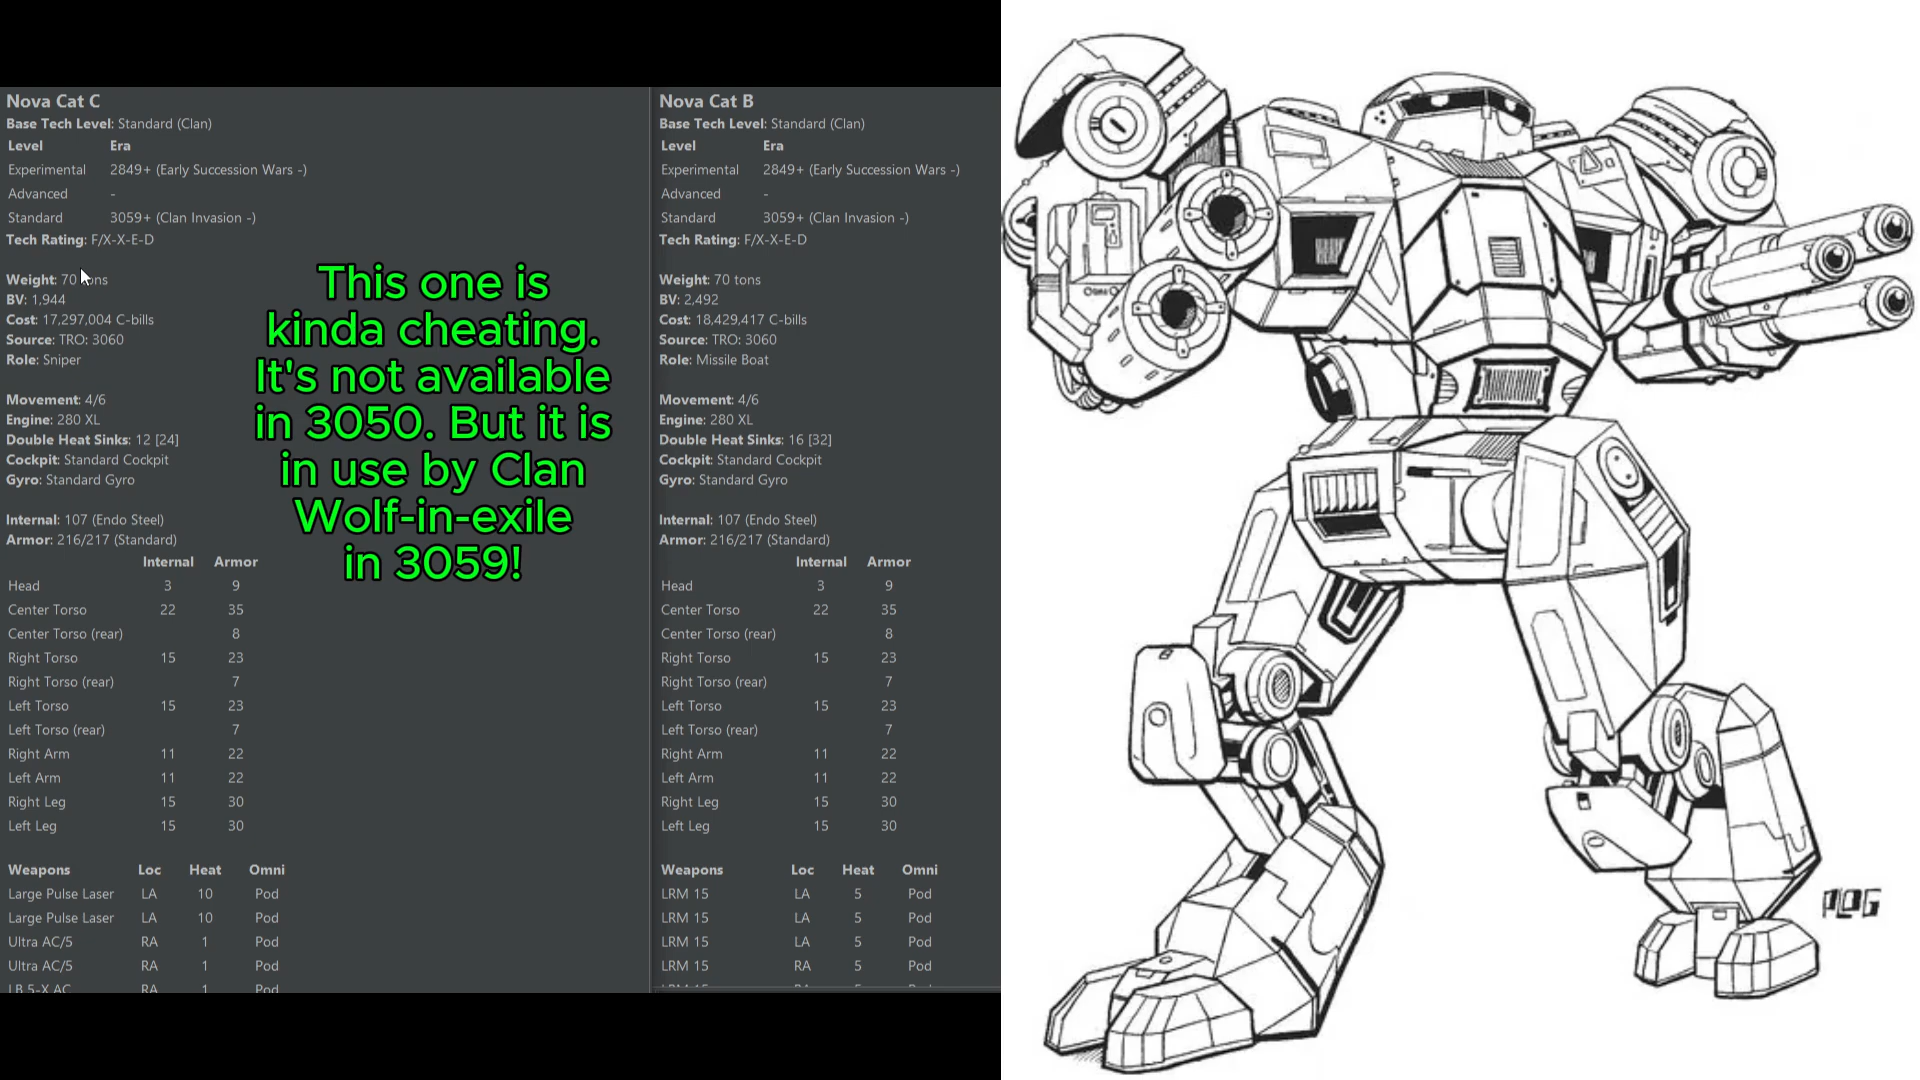 Nova Cat C
Base Tech Level: Standard (Clan)
Level Era
Experimental 2849+ (Early Succession Wars -)
Advanced -
Standard 3059+ (Clan Invasion -)
Tech Rating: F/X-X-E-D
Weight: 70 tons
BV: 1,944
Cost: 17,297,004 C-bills
Source: TRO: 3060
Role: Sniper
Movement: 4/6
Engine: 280 XL
Double Heat Sinks: 12 [24]
Cockpit: Standard Cockpit
Gyro: Standard Gyro
Internal: 107 (Endo Steel)
Armor: 216/217 (Standard)
Internal Armor
Head 3 9
Center Torso 22 35
Center Torso (rear) 8
Right Torso 15 23
Right Torso (rear) 7
Left Torso 15 23
Left Torso (rear) 7
Right Arm 11 22
Left Arm 11 22
Right Leg 15 30
Left Leg 15 30
Weapons Loc Heat Omni
Large Pulse Laser LA 10 Pod
Large Pulse Laser LA 10 Pod
Ultra AC/5 RA 1 Pod
Ultra AC/5 RA 1 Pod
LB 5-X AC RA 1 Pod
This one is
kinda cheating.
It's not available
in 3050. But it is
in use by Clan
Wolf-in-exile
in 3059!
Nova Cat B
Base Tech Level: Standard (Clan)
Level Era
Experimental 2849+ (Early Succession Wars -)
Advanced -
Standard 3059+ (Clan Invasion -)
Tech Rating: F/X-X-E-D
Weight: 70 tons
BV: 2,492
Cost: 18,429,417 C-bills
Source: TRO: 3060
Role: Missile Boat
Movement: 4/6
Engine: 280 XL
Double Heat Sinks: 16 [32]
Cockpit: Standard Cockpit
Gyro: Standard Gyro
Internal: 107 (Endo Steel)
Armor: 216/217 (Standard)
Internal Armor
Head 3 9
Center Torso 22 35
Center Torso (rear) 8
Right Torso 15 23
Right Torso (rear) 7
Left Torso 15 23
Left Torso (rear) 7
Right Arm 11 22
Left Arm 11 22
Right Leg 15 30
Left Leg 15 30
Weapons Loc Heat Omni
LRM 15 LA 5 Pod
LRM 15 LA 5 Pod
LRM 15 LA 5 Pod
LRM 15 RA 5 Pod